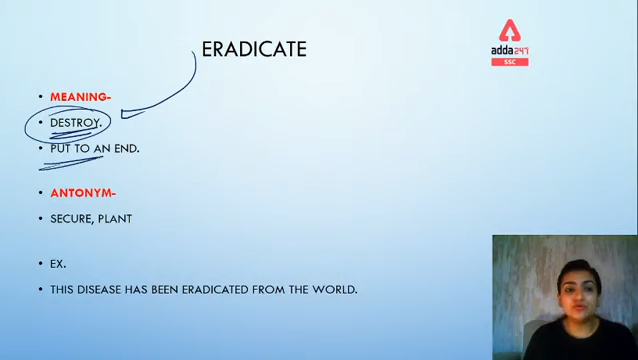 ERADICATE
adda247
SSC
• MEANING-
• DESTROY.
• PUT TO AN END.
• ANTONYM-
• SECURE, PLANT
• EX.
• THIS DISEASE HAS BEEN ERADICATED FROM THE WORLD.